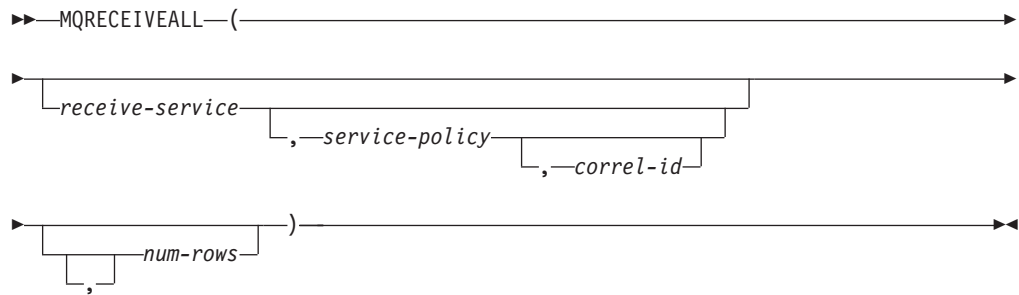 MQRECEIVEALL (
receive-service
, service-policy
, correl-id
)
num-rows
,